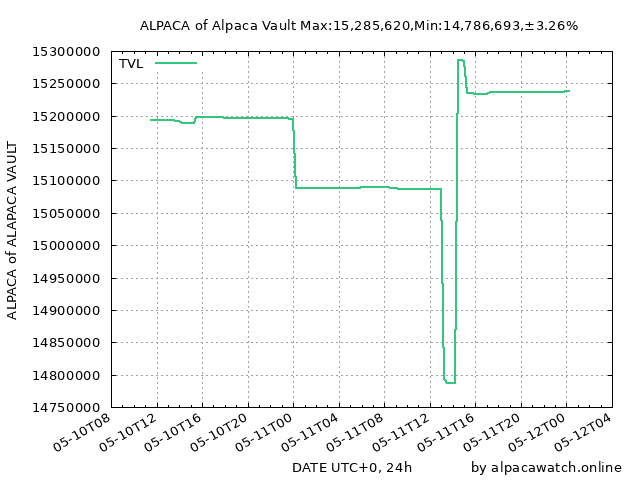 ALPACA of Alpaca Vault Max:15,285,620,Min:14,786,693,±3.26%
TVL
15300000
15250000
15200000
15150000
15100000
15050000
15000000
14950000
14900000
14850000
14800000
14750000
ALPACA of ALAPACA VAULT
05-10T08
05-10T12
05-10T16
05-10T20
05-11T00
05-11T04
05-11T08
05-11T12
05-11T16
05-11T20
05-12T00
05-12T04
DATE UTC+0, 24h
by alpacawatch.online